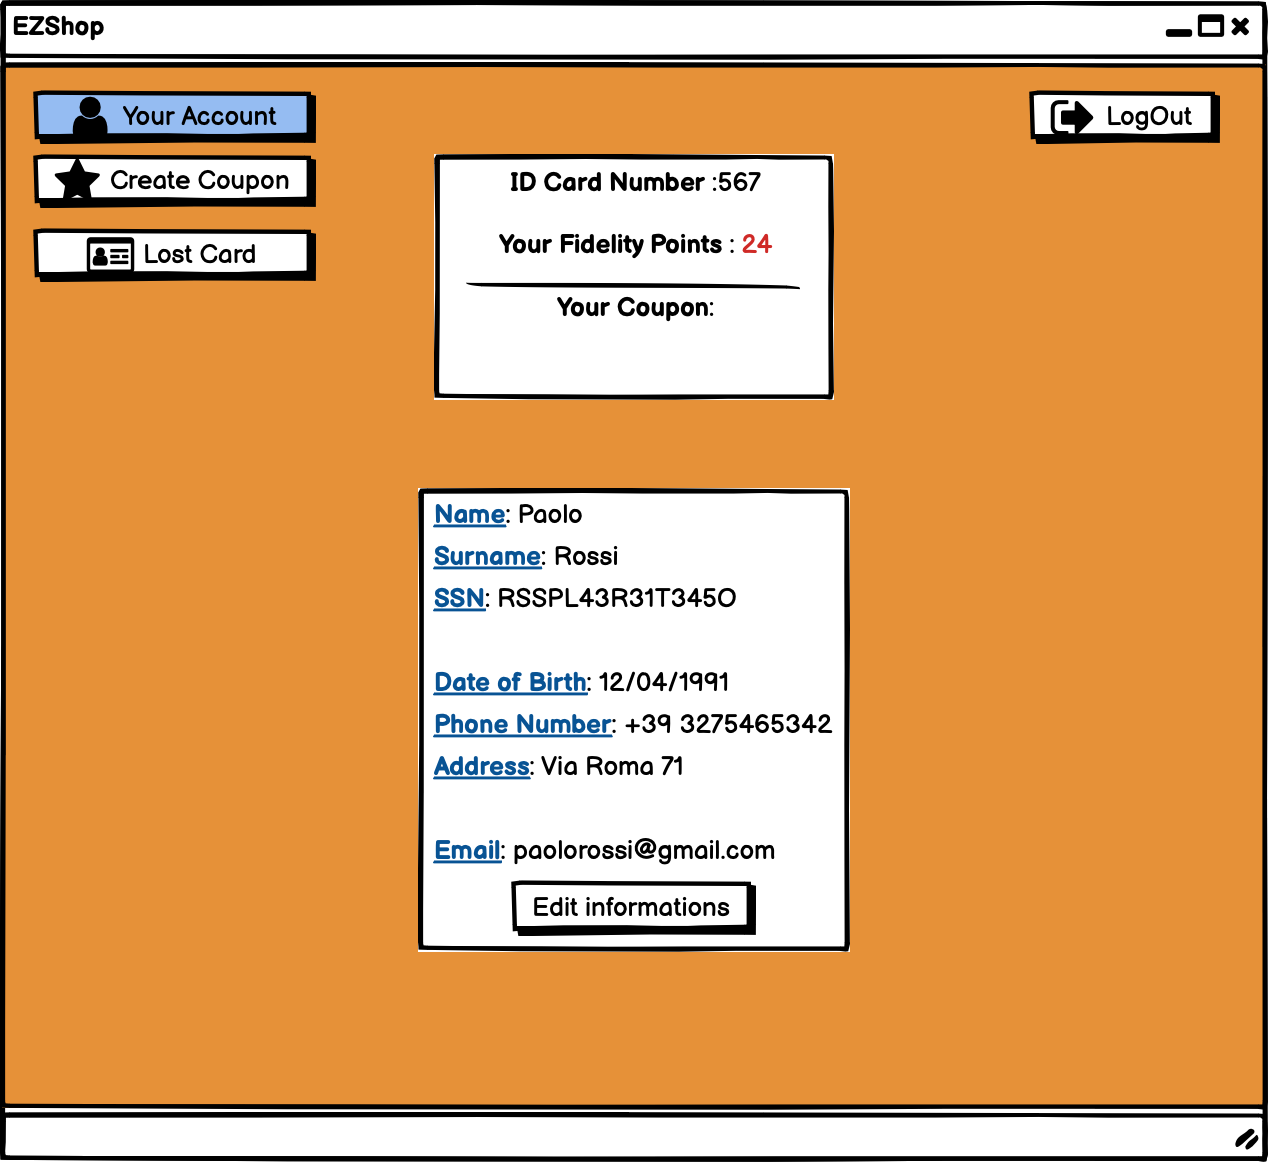 EZShop
Your Account
LogOut
Create Coupon
Lost Card
ID Card Number :567
Your Fidelity Points : 24
Your Coupon:
Name: Paolo
Surname: Rossi
SSN: RSSPL43R31T345O
Date of Birth: 12/04/1991
Phone Number: +39 3275465342
Address: Via Roma 71
Email: paolorossi@gmail.com
Edit informations